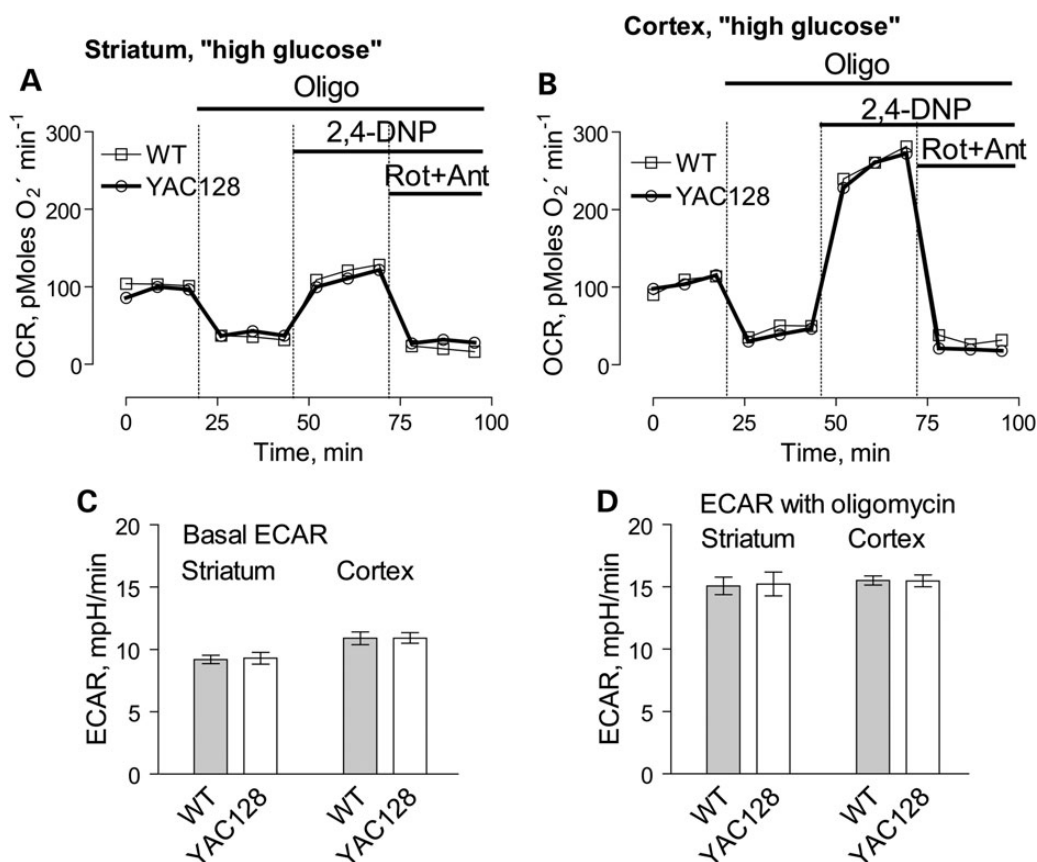 Striatum, "high glucose"
A
Oligo
2,4-DNP
Rot+Ant
WT
YAC128
OCR, pMoles O₂´ min⁻¹
300
200
100
0
0 25 50 75 100
Time, min
Cortex, "high glucose"
B
Oligo
2,4-DNP
Rot+Ant
WT
YAC128
OCR, pMoles O₂´ min⁻¹
300
200
100
0
0 25 50 75 100
Time, min
C
Basal ECAR
Striatum Cortex
ECAR, mpH/min
20
15
10
5
0
WT YAC128 WT YAC128
D
ECAR with oligomycin
Striatum Cortex
ECAR, mpH/min
20
15
10
5
0
WT YAC128 WT YAC128